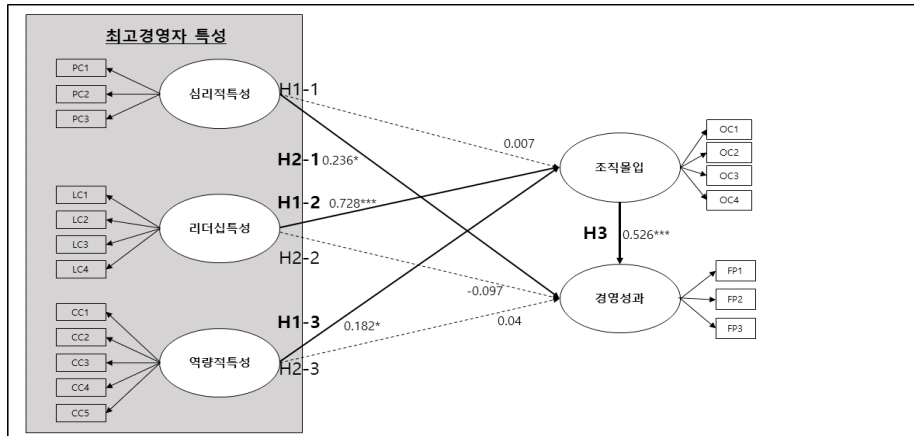 최고경영자 특성
PC1
PC2
PC3
심리적특성
H1-1
0.007
H2-1 0.236*
OC1
OC2
OC3
OC4
조직몰입
LC1
LC2
LC3
LC4
리더십특성
H1-2 0.728***
H2-2
-0.097
H3 0.526***
FP1
FP2
FP3
경영성과
CC1
CC2
CC3
CC4
CC5
역량적특성
H1-3 0.182*
0.04
H2-3